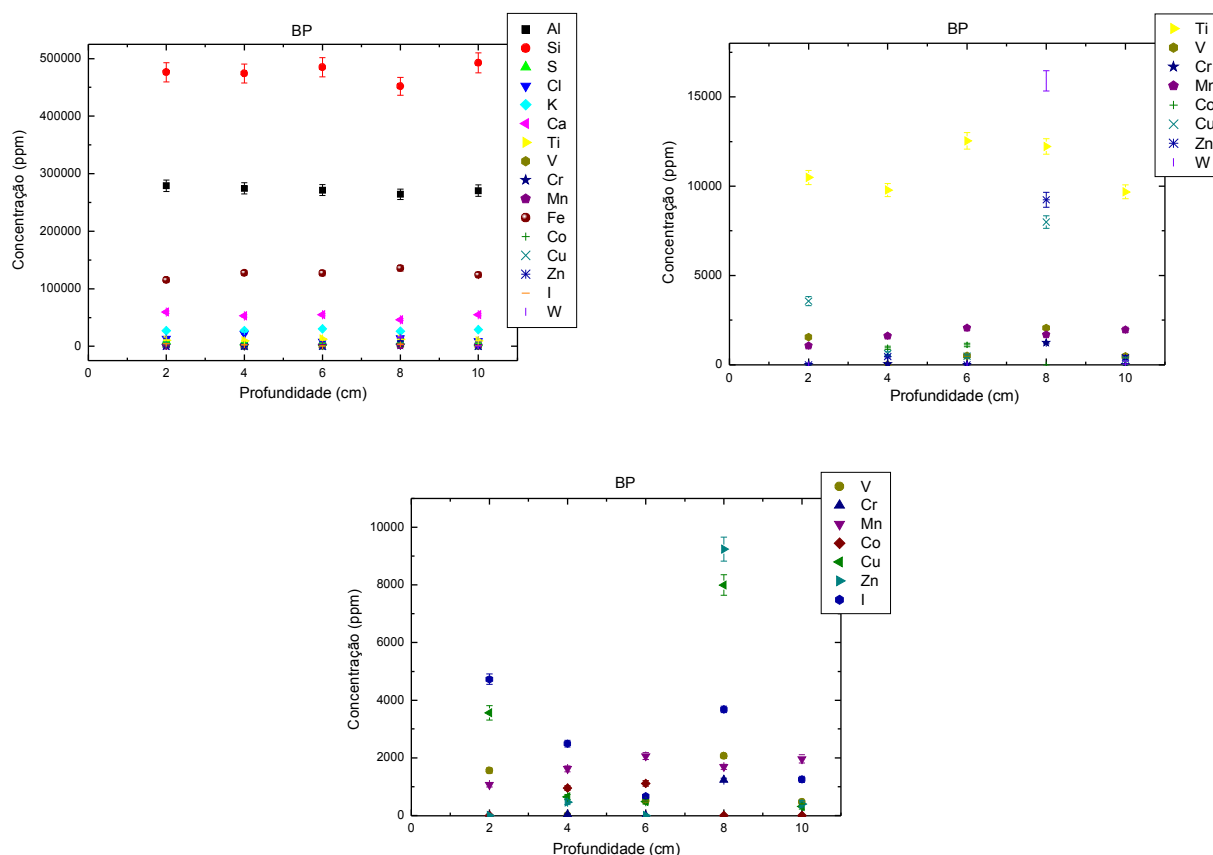 BP
Concentração (ppm)
500000
400000
300000
200000
100000
0
0
2
4
6
8
10
Profundidade (cm)
Al
Si
S
Cl
K
Ca
Ti
V
Cr
Mn
Fe
Co
Cu
Zn
I
W
BP
Concentração (ppm)
15000
10000
5000
0
0
2
4
6
8
10
Profundidade (cm)
Ti
V
Cr
Mn
Co
Cu
Zn
W
BP
Concentração (ppm)
10000
8000
6000
4000
2000
0
0
2
4
6
8
10
Profundidade (cm)
V
Cr
Mn
Co
Cu
Zn
I